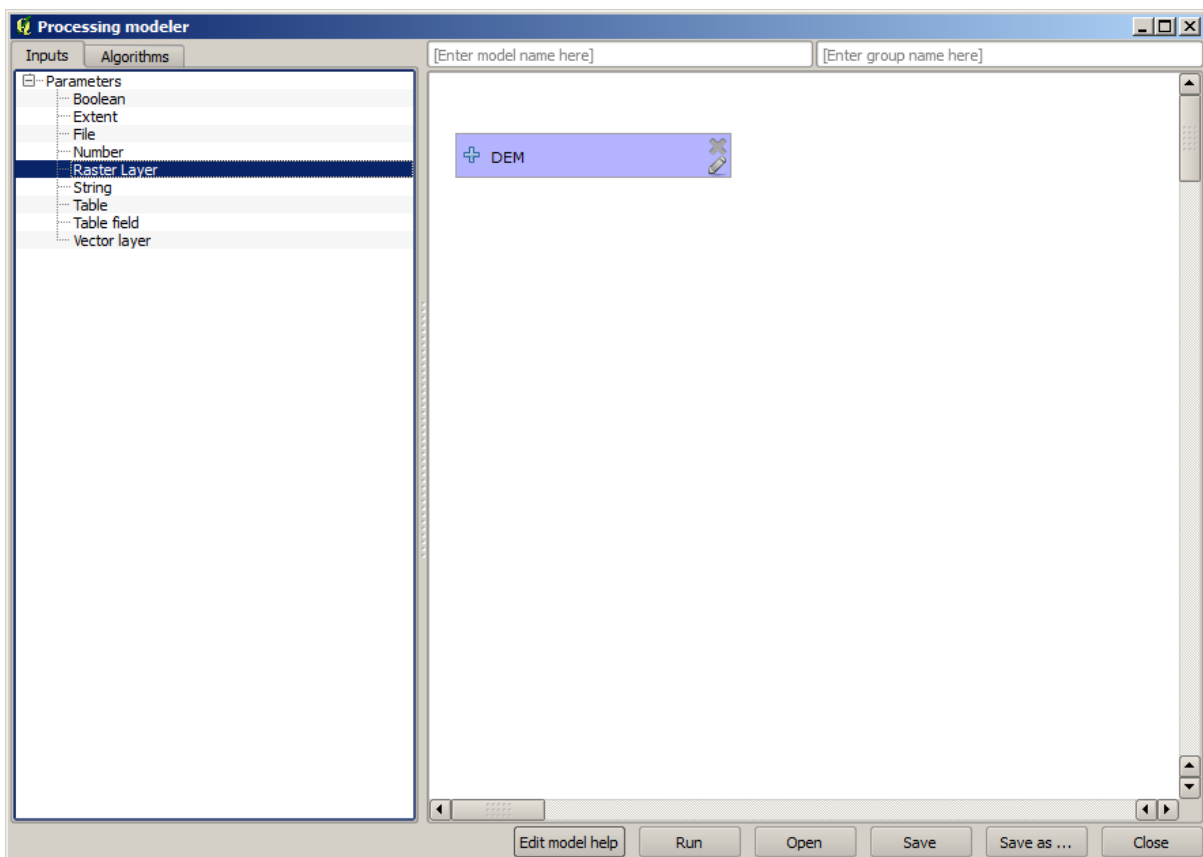 Processing modeler
Inputs Algorithms
[Enter model name here] [Enter group name here]
Parameters
Boolean
Extent
File
Number
Raster Layer
String
Table
Table field
Vector layer
DEM
Edit model help Run Open Save Save as ... Close